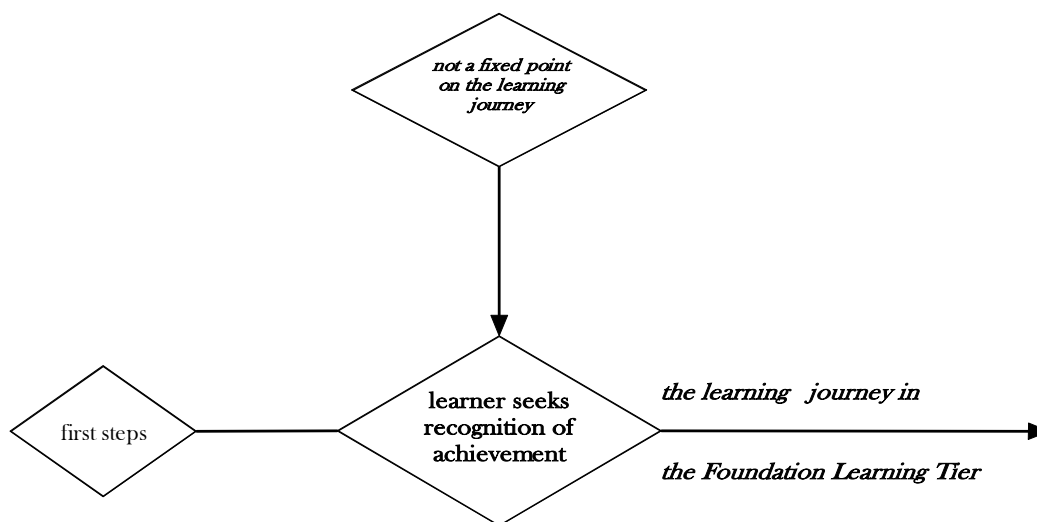 not a fixed point
on the learning
journey
first steps
learner seeks
recognition of
achievement
the learning journey in
the Foundation Learning Tier